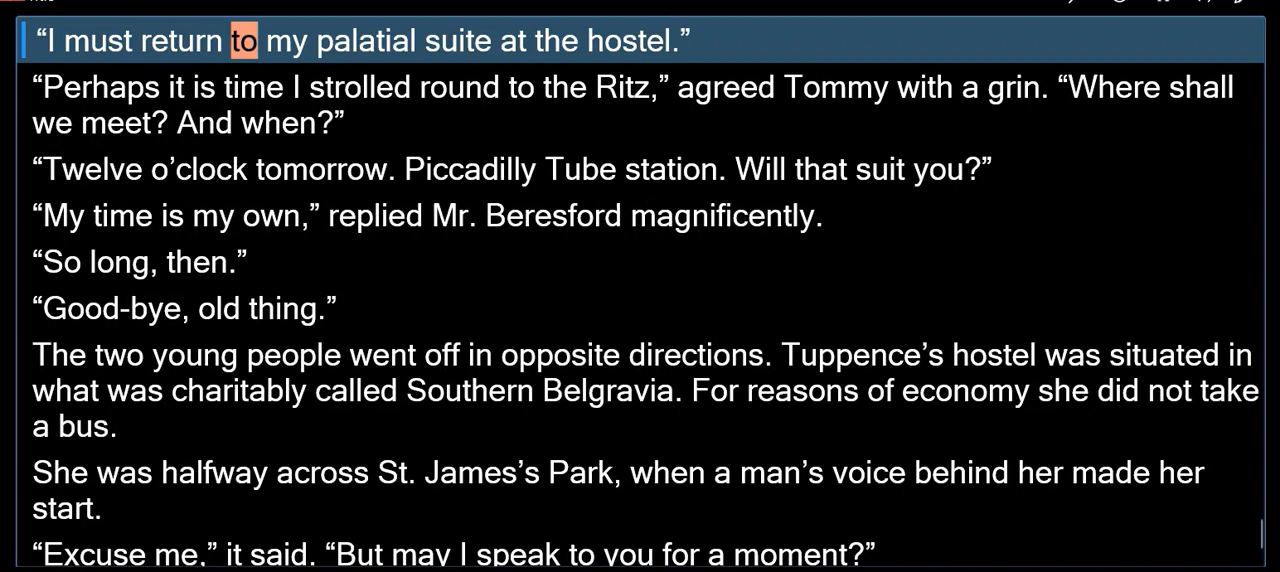 “I must return to my palatial suite at the hostel.”
“Perhaps it is time I strolled round to the Ritz,” agreed Tommy with a grin. “Where shall
we meet? And when?”
“Twelve o’clock tomorrow. Piccadilly Tube station. Will that suit you?”
“My time is my own,” replied Mr. Beresford magnificently.
“So long, then.”
“Good-bye, old thing.”
The two young people went off in opposite directions. Tuppence’s hostel was situated in
what was charitably called Southern Belgravia. For reasons of economy she did not take
a bus.
She was halfway across St. James’s Park, when a man’s voice behind her made her
start.
“Excuse me,” it said. “But may I speak to you for a moment?”